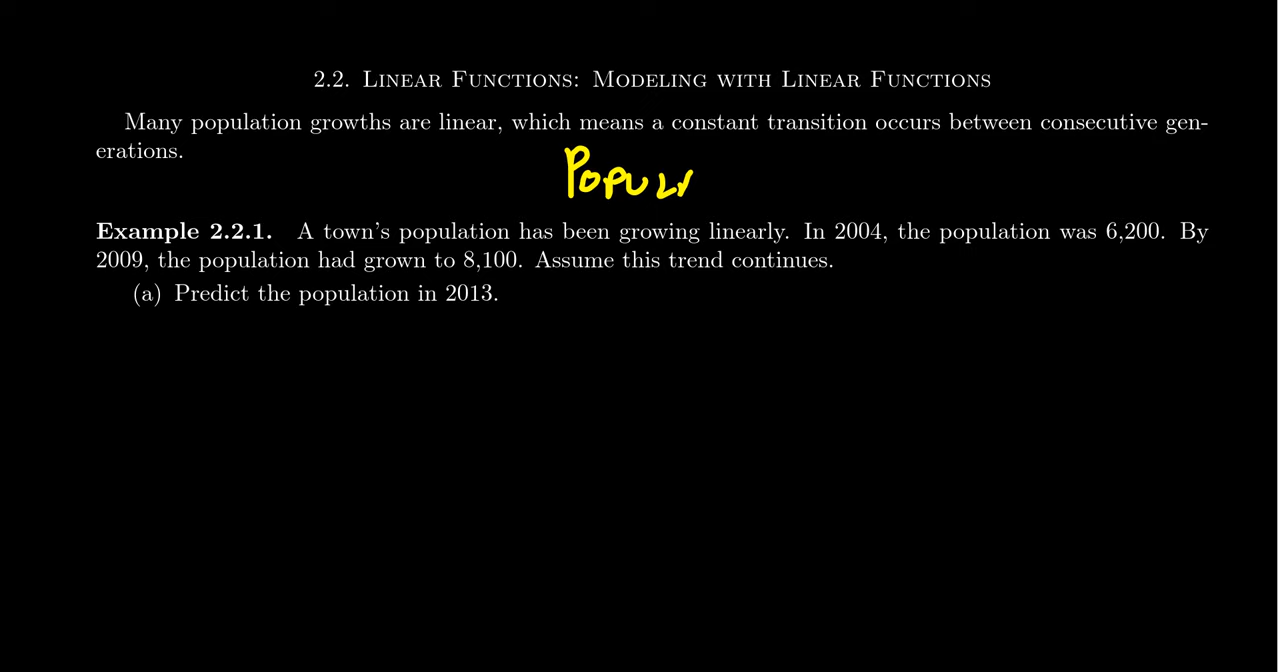 2.2. Linear Functions: Modeling with Linear Functions
Many population growths are linear, which means a constant transition occurs between consecutive gen-
erations.
Popul
Example 2.2.1. A town's population has been growing linearly. In 2004, the population was 6,200. By
2009, the population had grown to 8,100. Assume this trend continues.
(a) Predict the population in 2013.